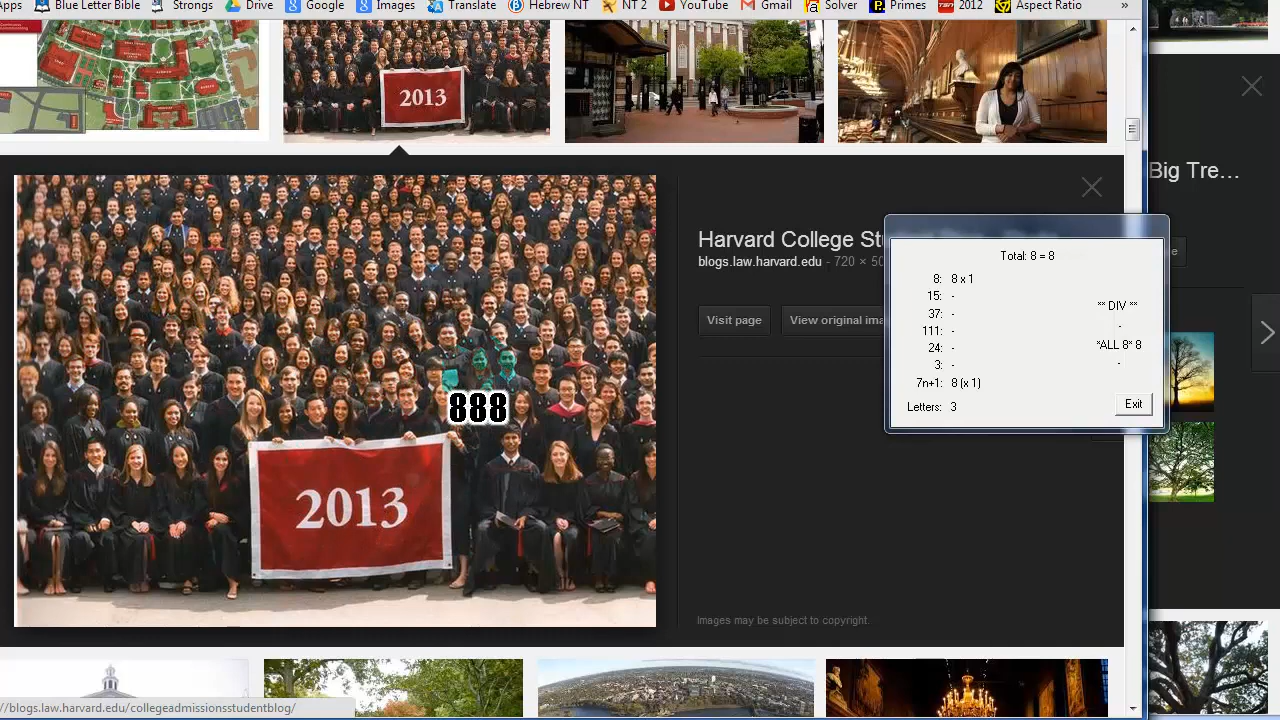 Apps Blue Letter Bible Strongs Drive Google Images Translate Hebrew NT NT 2 YouTube Gmail Solver Primes 2012 Aspect Ratio »
2013
Big Tre...
Harvard College St
blogs.law.harvard.edu - 720 × 50
Visit page
View original ima
Total: 8 = 8
8: 8 x 1
15: -
37: -
111: -
24: -
3: -
7n+1: 8 (x 1)
Letters: 3
** DIV **
-
*ALL 8* 8
-
Exit
888
2013
Images may be subject to copyright.
//blogs.law.harvard.edu/collegeadmissionsstudentblog/